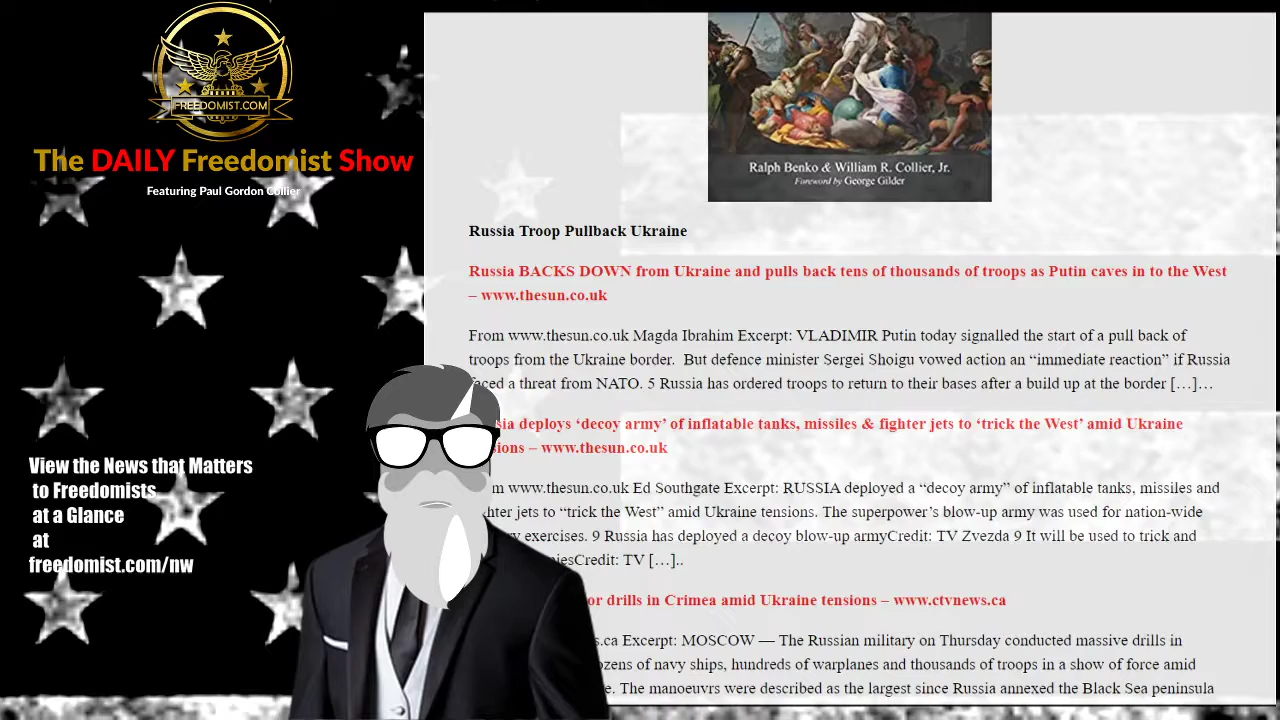 FREEDOMIST.COM
The DAILY Freedomist Show
Featuring Paul Gordon Collier
View the News that Matters
to Freedomists
at a Glance
at
freedomist.com/nw
Ralph Benko & William R. Collier, Jr.
Foreword by George Gilder
Russia Troop Pullback Ukraine
Russia BACKS DOWN from Ukraine and pulls back tens of thousands of troops as Putin caves in to the West
– www.thesun.co.uk
From www.thesun.co.uk Magda Ibrahim Excerpt: VLADIMIR Putin today signalled the start of a pull back of
troops from the Ukraine border.  But defence minister Sergei Shoigu vowed action an “immediate reaction” if Russia
faced a threat from NATO. 5 Russia has ordered troops to return to their bases after a build up at the border […]…
sia deploys ‘decoy army’ of inflatable tanks, missiles & fighter jets to ‘trick the West’ amid Ukraine
sions – www.thesun.co.uk
m www.thesun.co.uk Ed Southgate Excerpt: RUSSIA deployed a “decoy army” of inflatable tanks, missiles and
hter jets to “trick the West” amid Ukraine tensions. The superpower’s blow-up army was used for nation-wide
exercises. 9 Russia has deployed a decoy blow-up armyCredit: TV Zvezda 9 It will be used to trick and
iesCredit: TV […]..
or drills in Crimea amid Ukraine tensions – www.ctvnews.ca
s.ca Excerpt: MOSCOW — The Russian military on Thursday conducted massive drills in
ozens of navy ships, hundreds of warplanes and thousands of troops in a show of force amid
e. The manoeuvrs were described as the largest since Russia annexed the Black Sea peninsula